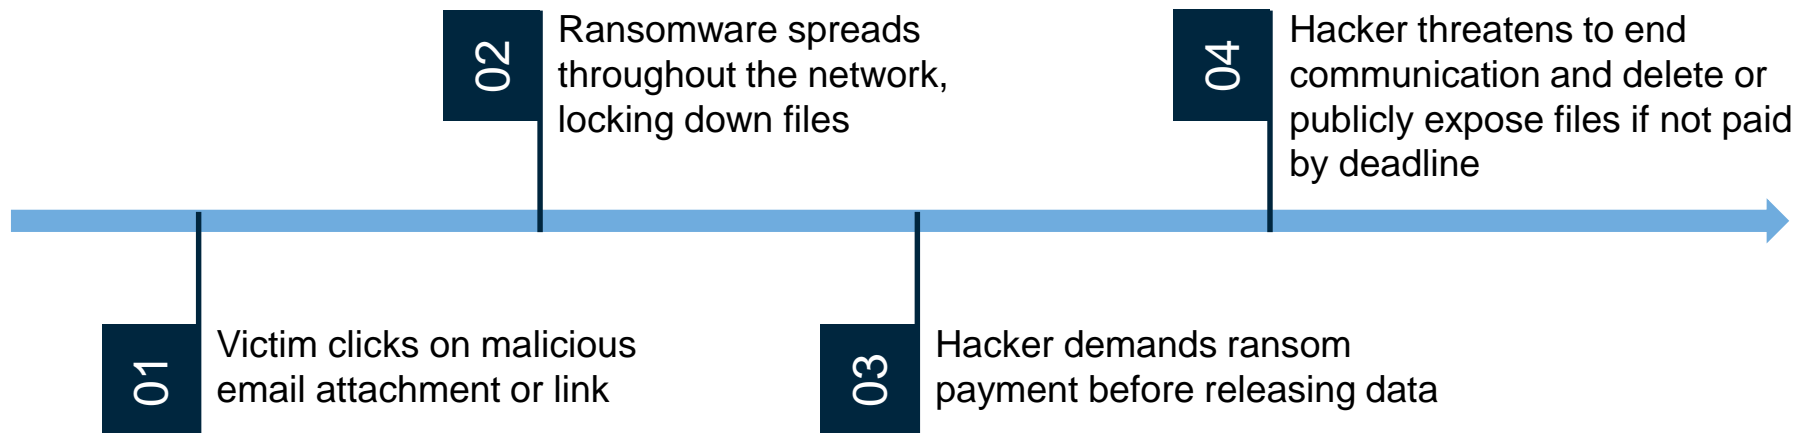 01
Victim clicks on malicious
email attachment or link
02
Ransomware spreads
throughout the network,
locking down files
03
Hacker demands ransom
payment before releasing data
04
Hacker threatens to end
communication and delete or
publicly expose files if not paid
by deadline